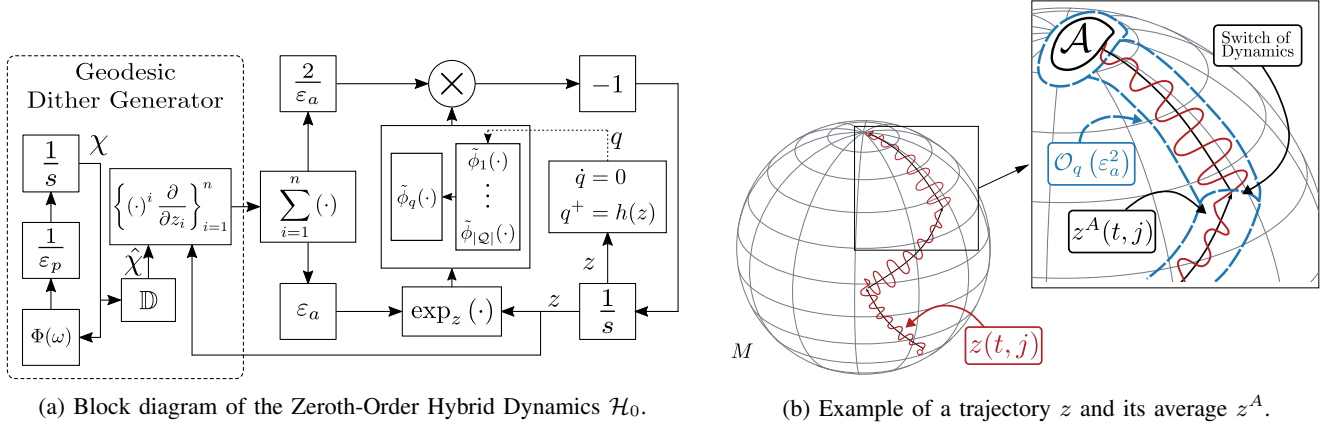 Geodesic
Dither Generator
χ
1/s
1/ε_p
Φ(ω)
{(·)^i ∂/∂z_i}_{i=1}^n
χ̂
𝔻
2/ε_a
∑_{i=1}^n (·)
ε_a
×
φ̃_q(·)
φ̃_1(·)
⋮
φ̃_{|𝒬|}(·)
exp_z (·)
−1
q
q̇ = 0
q^+ = h(z)
z
z
1/s
(a) Block diagram of the Zeroth-Order Hybrid Dynamics ℋ_0.
M
z(t, j)
𝒜
Switch of
Dynamics
𝒪_q (ε_a^2)
z^A(t, j)
(b) Example of a trajectory z and its average z^A.